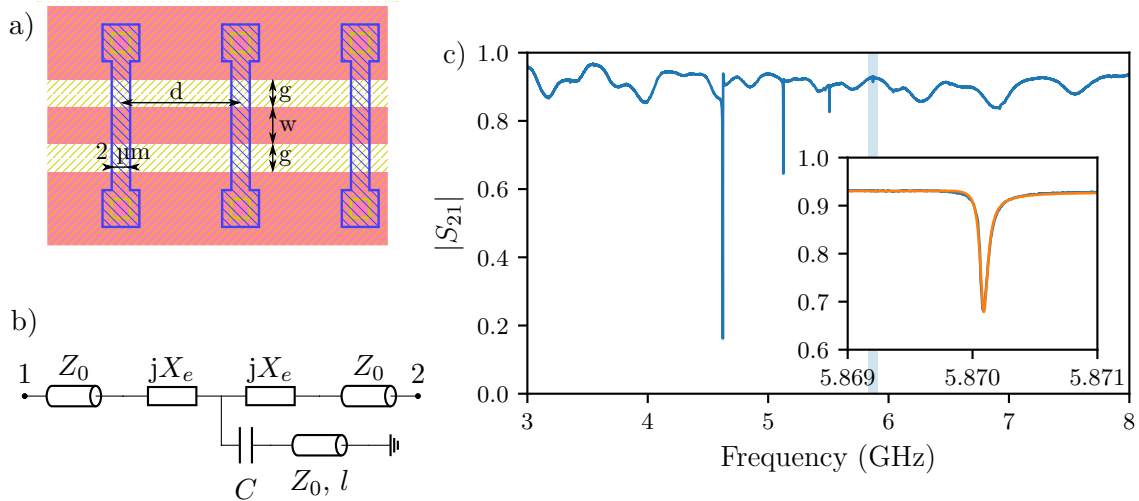 a)
d
g
w
g
2 μm
b)
1
Z₀
jXₑ
jXₑ
Z₀
2
C
Z₀, l
c)
|S₂₁|
1.0
0.8
0.6
0.4
0.2
0.0
3
4
5
6
7
8
Frequency (GHz)
1.0
0.9
0.8
0.7
0.6
5.869
5.870
5.871